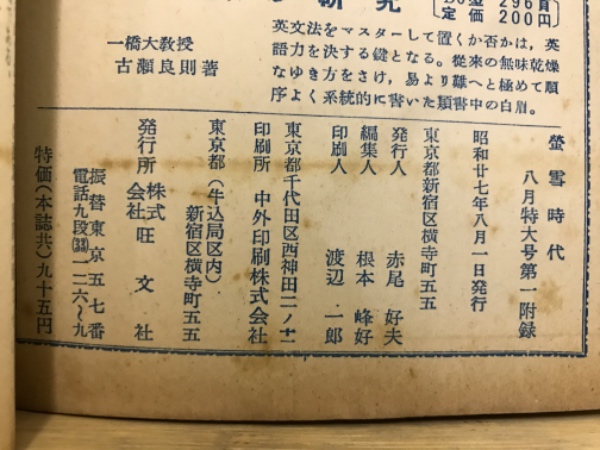 研究
296頁
定価 200円
一橋大教授
古瀬良則著
英文法をマスターして置くか否かは，英
語力を決する鍵となる。従來の無味乾燥
なゆき方をさけ，易より難へと極めて順
序よく系統的に書いた類書中の白眉。
螢雪時代
八月特大号第一附録
昭和廿七年八月一日発行
東京都新宿区横寺町五五
発行人 赤尾好夫
編集人 根本峰好
印刷人 渡辺一郎
東京都千代田区西神田二ノ十二
印刷所 中外印刷株式会社
東京都（牛込局区内）
新宿区横寺町五五
発行所 株式会社 旺文社
振替東京五七番
電話九段(33)一二六〜九
特価（本誌共）九十五円